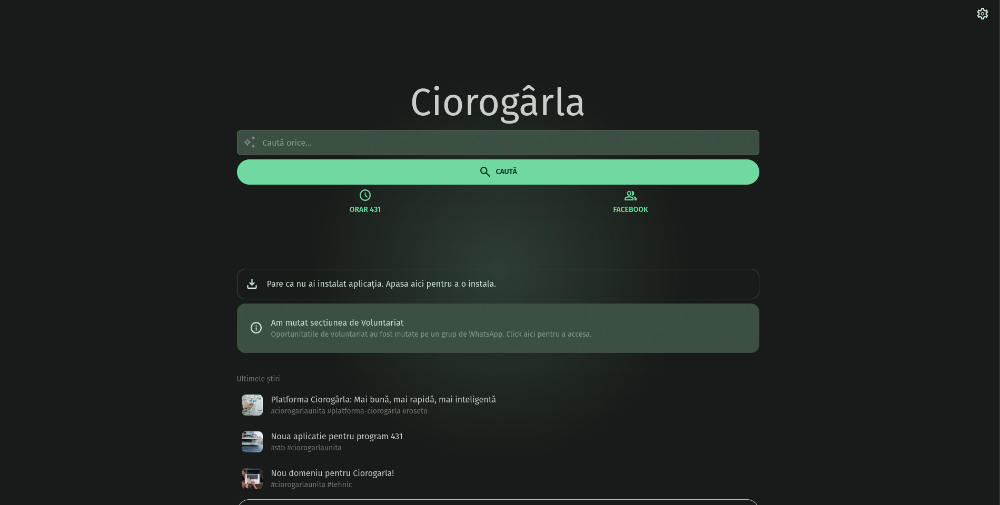 Ciorogârla
Caută orice...
CAUTĂ
ORAR 431
FACEBOOK
Pare ca nu ai instalat aplicația. Apasa aici pentru a o instala.
Am mutat sectiunea de Voluntariat
Oportunitatile de voluntariat au fost mutate pe un grup de WhatsApp. Click aici pentru a accesa.
Ultimele știri
Platforma Ciorogârla: Mai bună, mai rapidă, mai inteligentă
#ciorogarlaunita #platforma-ciorogarla #roseto
Noua aplicatie pentru program 431
#stb #ciorogarlaunita
Nou domeniu pentru Ciorogarla!
#ciorogarlaunita #tehnic